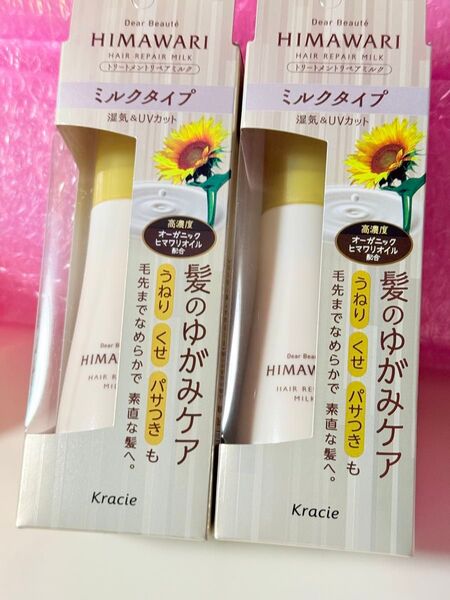 Dear Beauté
HIMAWARI
HAIR REPAIR MILK
トリートメントリペアミルク
ミルクタイプ
湿気&UVカット
高濃度
オーガニック
ヒマワリオイル
配合
髪のゆがみケア
うねり くせ パサつき も
毛先までなめらかで 素直な髪へ。
HIMAWA
HAIR REPAIR
MILK
Kracie
Dear Beauté
HIMAWARI
HAIR REPAIR MILK
トリートメントリペアミルク
ミルクタイプ
湿気&UVカット
高濃度
オーガニック
ヒマワリオイル
配合
髪のゆがみケア
うねり くせ パサつき も
毛先までなめらかで 素直な髪へ。
Dear Beau
HIMAWA
HAIR REPA
MILK
Kracie